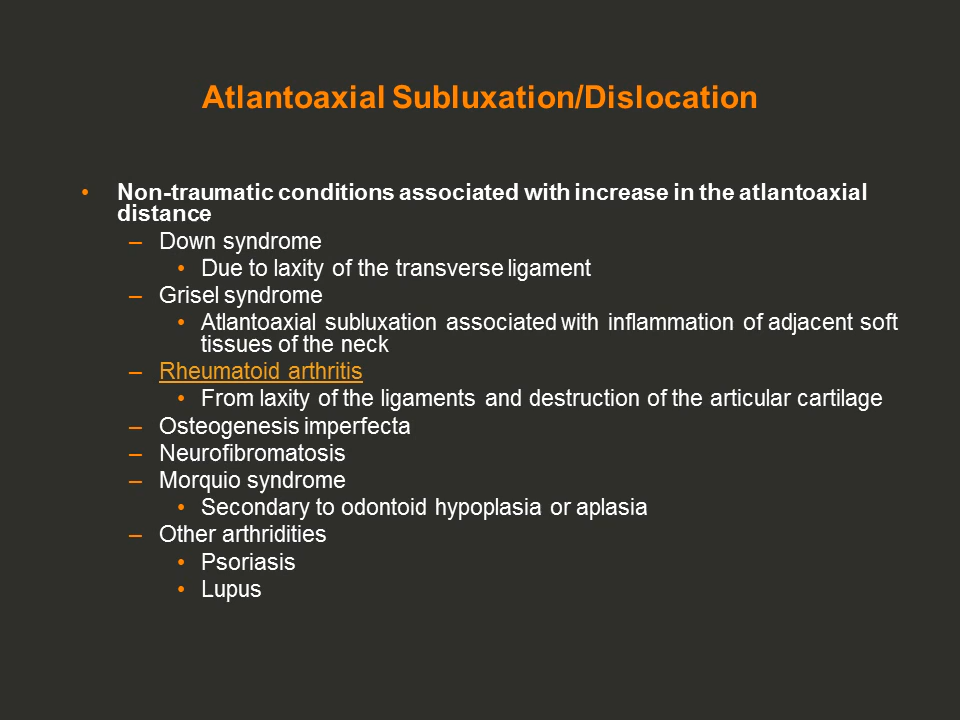 Atlantoaxial Subluxation/Dislocation
• Non-traumatic conditions associated with increase in the atlantoaxial
distance
– Down syndrome
• Due to laxity of the transverse ligament
– Grisel syndrome
• Atlantoaxial subluxation associated with inflammation of adjacent soft
tissues of the neck
– Rheumatoid arthritis
• From laxity of the ligaments and destruction of the articular cartilage
– Osteogenesis imperfecta
– Neurofibromatosis
– Morquio syndrome
• Secondary to odontoid hypoplasia or aplasia
– Other arthridities
• Psoriasis
• Lupus